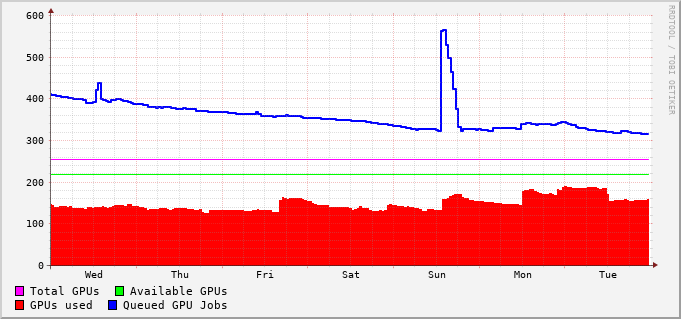 600
500
400
300
200
100
0
Wed Thu Fri Sat Sun Mon Tue
Total GPUs Available GPUs
GPUs used Queued GPU Jobs
RRDTOOL / TOBI OETIKER